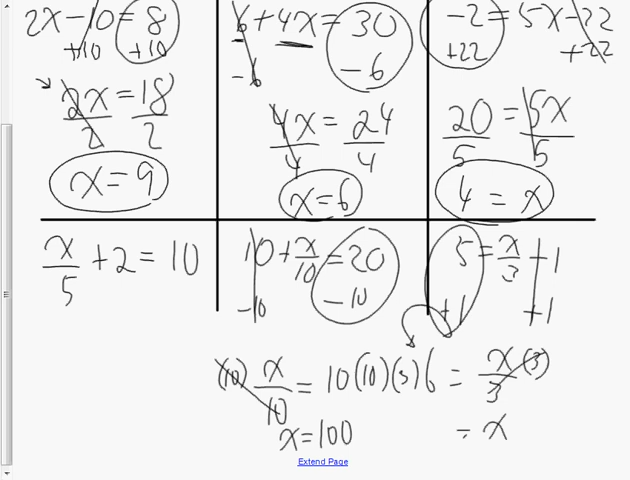 2x-10=8
+10 +10
2x=18
2 2
x=9
6+4x=30
-6 -6
4x=24
4 4
x=6
-2=5x-22
+22 +22
20=5x
5 5
4=x
x/5+2=10
10+x/10=20
-10 -10
(10)x/10=10(10)
x=100
5=x/3-1
+1 +1
(3)6=x/3(3)
=x
Extend Page